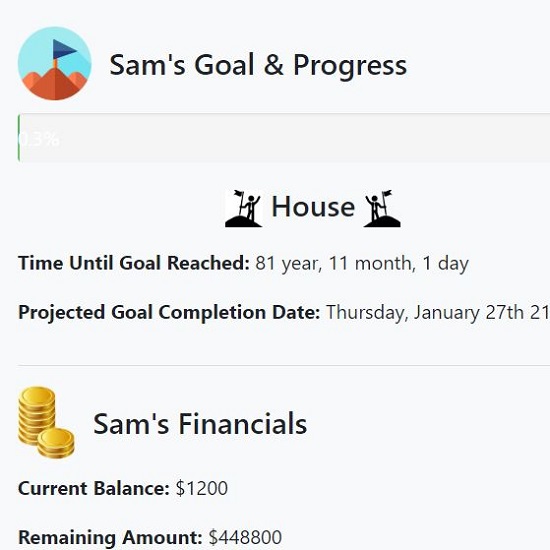 Sam's Goal & Progress
0.3%
House
Time Until Goal Reached: 81 year, 11 month, 1 day
Projected Goal Completion Date: Thursday, January 27th 21
Sam's Financials
Current Balance: $1200
Remaining Amount: $448800